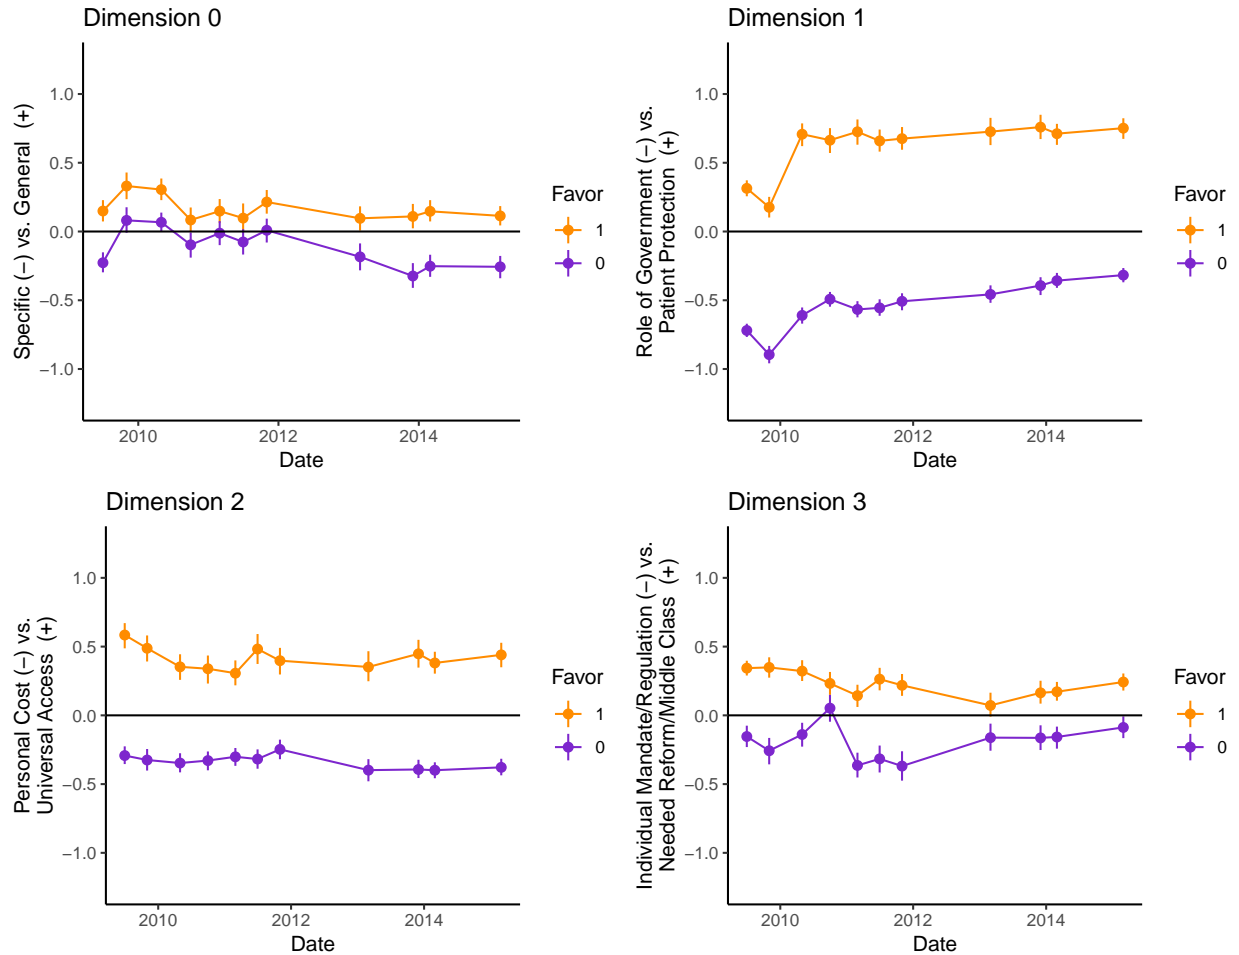 Dimension 0
Specific (−) vs. General (+)
1.0
0.5
0.0
−0.5
−1.0
2010
2012
2014
Date
Favor
1
0
Dimension 1
Role of Government (−) vs.
Patient Protection (+)
1.0
0.5
0.0
−0.5
−1.0
2010
2012
2014
Date
Favor
1
0
Dimension 2
Personal Cost (−) vs.
Universal Access (+)
1.0
0.5
0.0
−0.5
−1.0
2010
2012
2014
Date
Favor
1
0
Dimension 3
Individual Mandate/Regulation (−) vs.
Needed Reform/Middle Class (+)
1.0
0.5
0.0
−0.5
−1.0
2010
2012
2014
Date
Favor
1
0